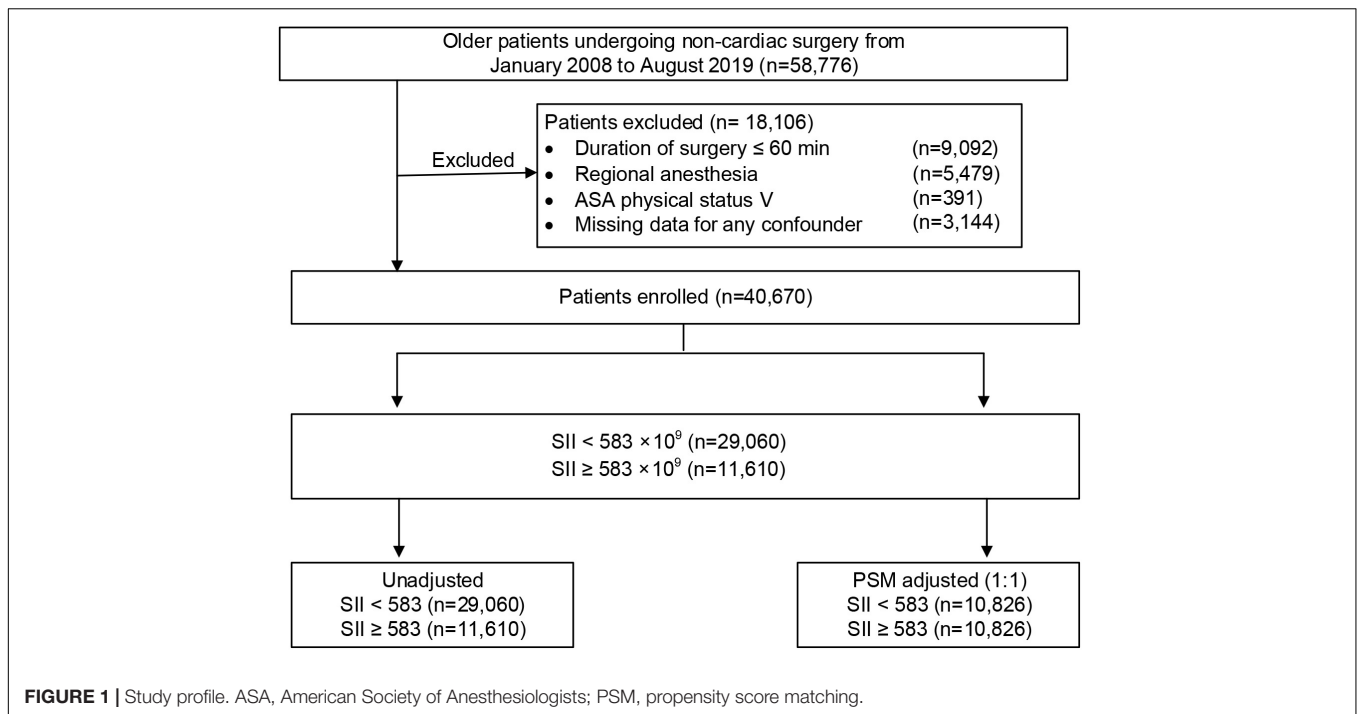 Older patients undergoing non-cardiac surgery from
January 2008 to August 2019 (n=58,776)
Patients excluded (n= 18,106)
• Duration of surgery ≤ 60 min (n=9,092)
• Regional anesthesia (n=5,479)
• ASA physical status V (n=391)
• Missing data for any confounder (n=3,144)
Excluded
Patients enrolled (n=40,670)
SII < 583 ×10⁹ (n=29,060)
SII ≥ 583 ×10⁹ (n=11,610)
Unadjusted
SII < 583 (n=29,060)
SII ≥ 583 (n=11,610)
PSM adjusted (1:1)
SII < 583 (n=10,826)
SII ≥ 583 (n=10,826)
FIGURE 1 | Study profile. ASA, American Society of Anesthesiologists; PSM, propensity score matching.